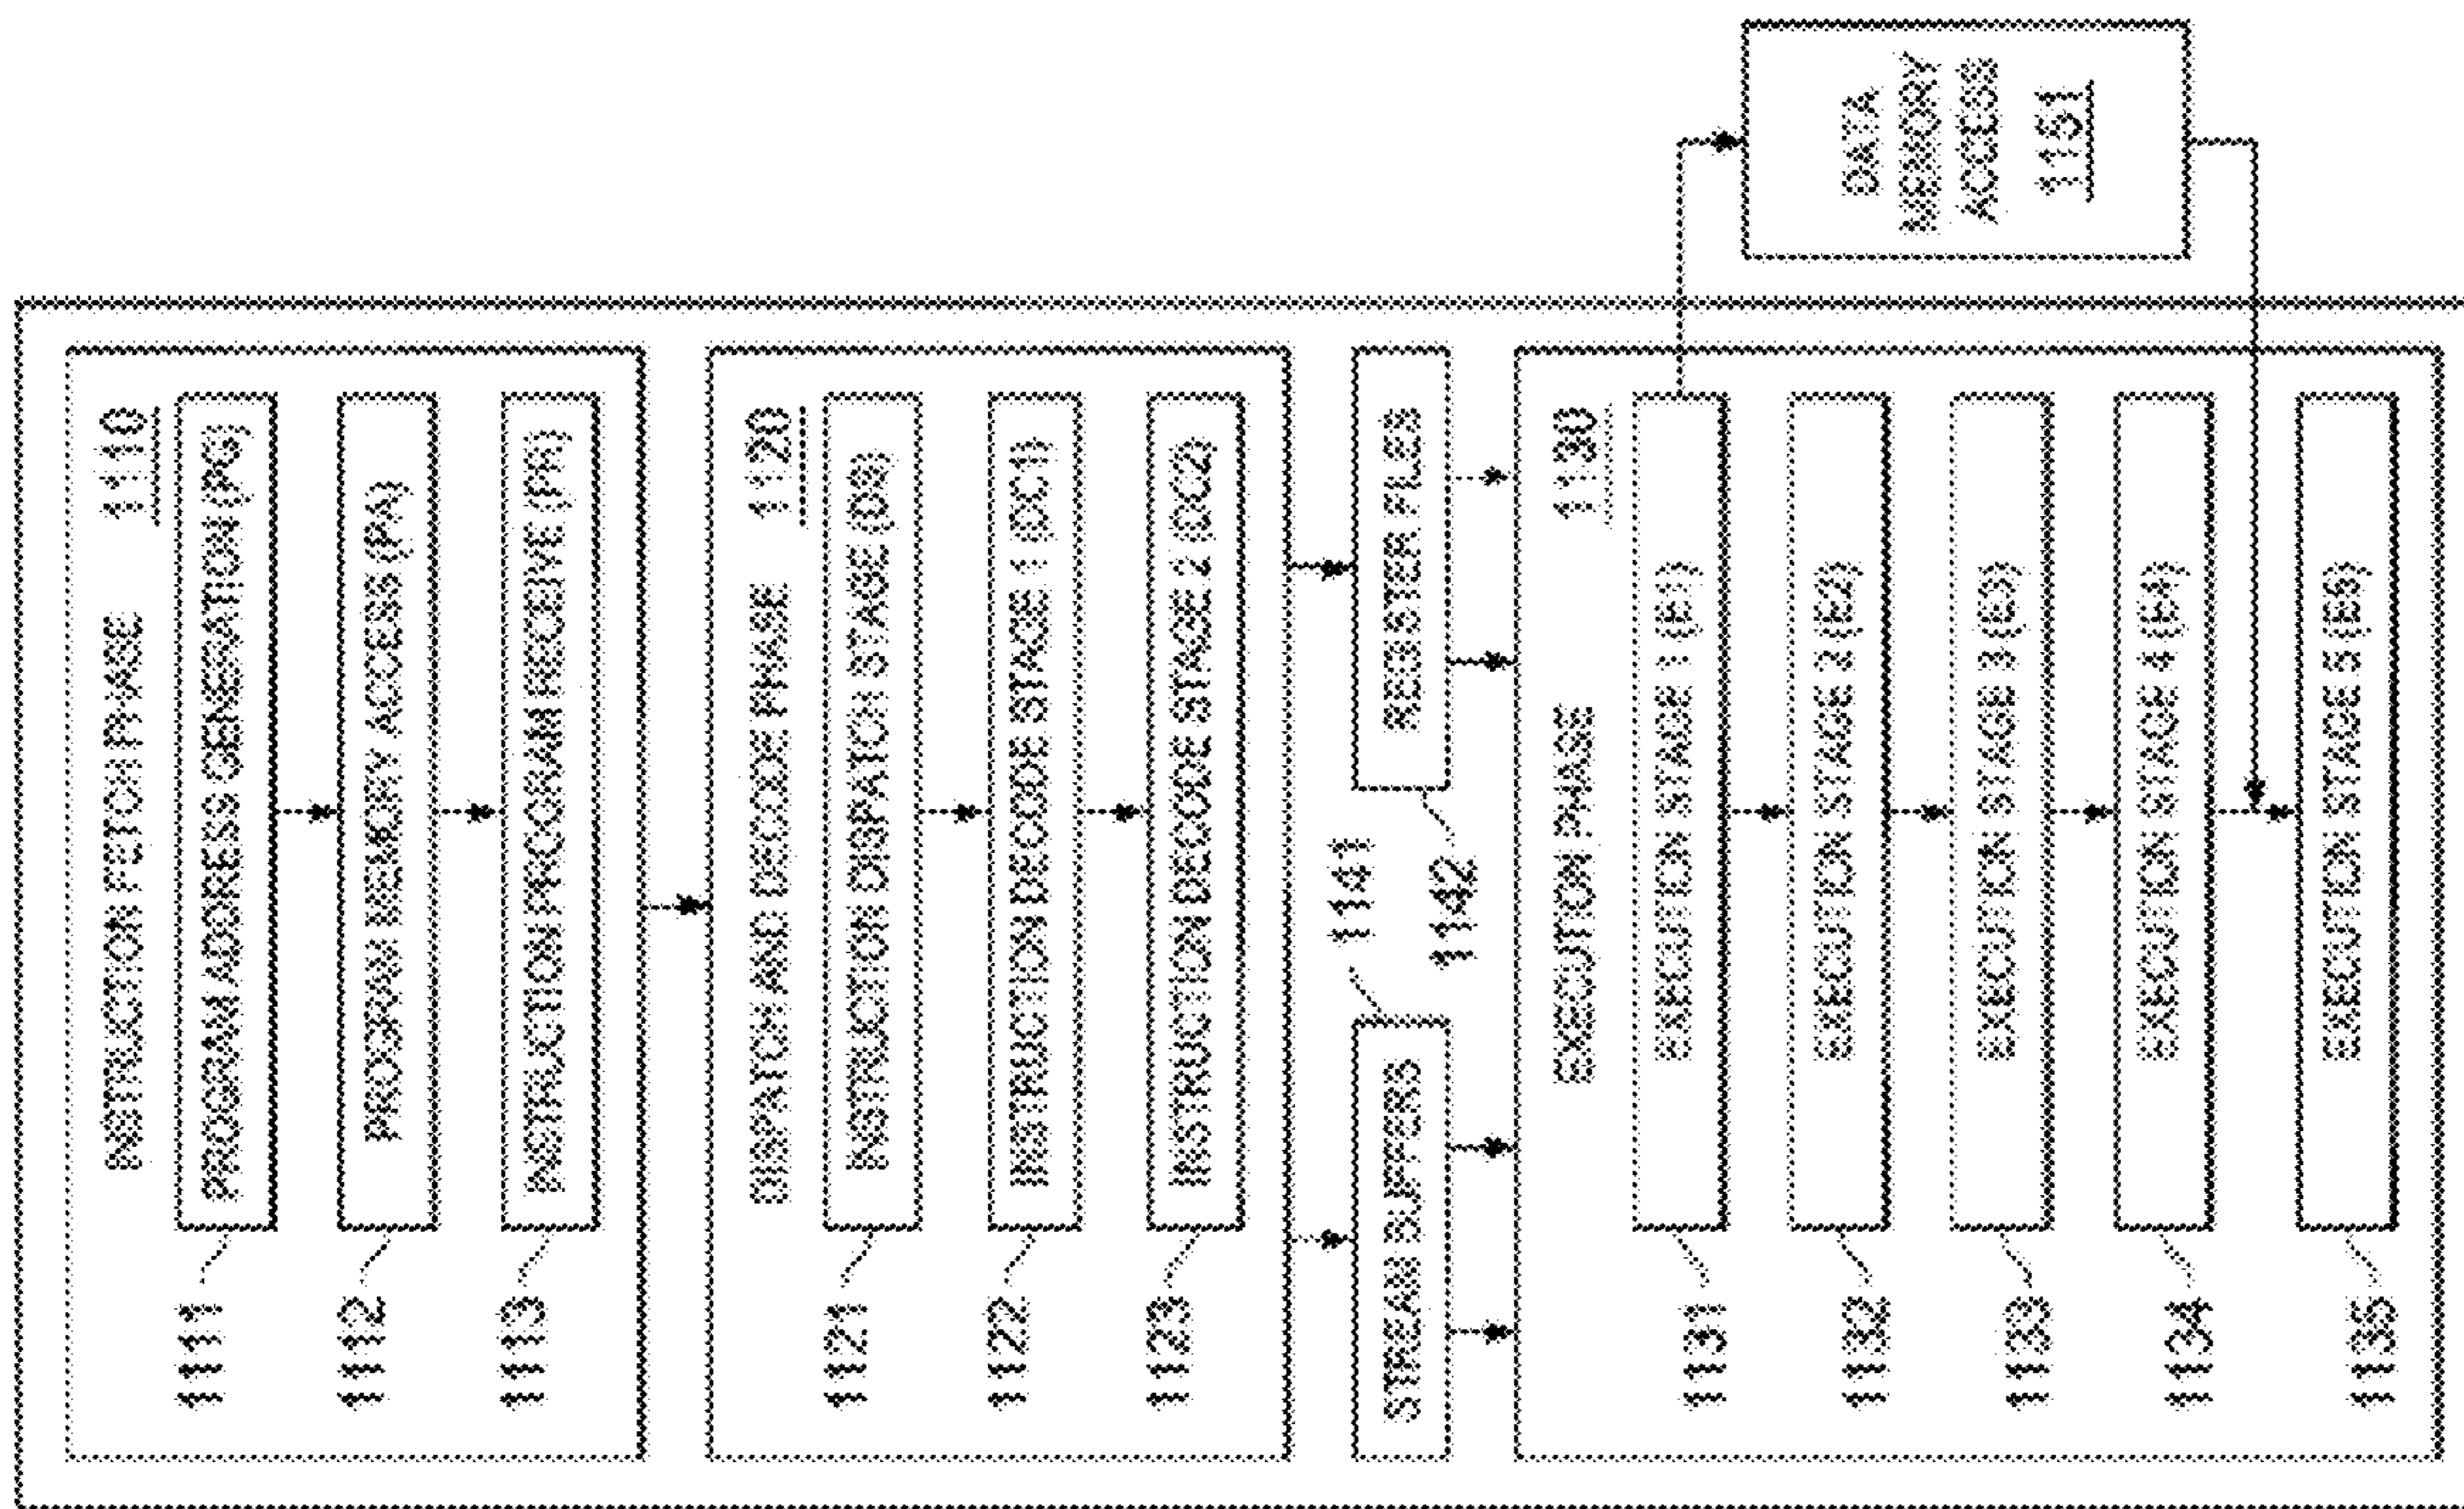 INSTRUCTION FETCH PHASE 1110
1111 PROGRAM ADDRESS GENERATION (PG)
1112 PROGRAM MEMORY ACCESS (PA)
1113 INSTRUCTION PROGRAM RECEIVE (PR)
DISPATCH AND DECODE PHASE 1120
1121 INSTRUCTION DISPATCH STAGE (DS)
1122 INSTRUCTION DECODE STAGE 1 (DC1)
1123 INSTRUCTION DECODE STAGE 2 (DC2)
STREAM BUFFERS
1141
1142
REGISTER FILES
EXECUTION PHASE 1130
1131 EXECUTION STAGE 1 (E1)
1132 EXECUTION STAGE 2 (E2)
1133 EXECUTION STAGE 3 (E3)
1134 EXECUTION STAGE 4 (E4)
1135 EXECUTION STAGE 5 (E5)
DATA
MEMORY
ACCESS
1151